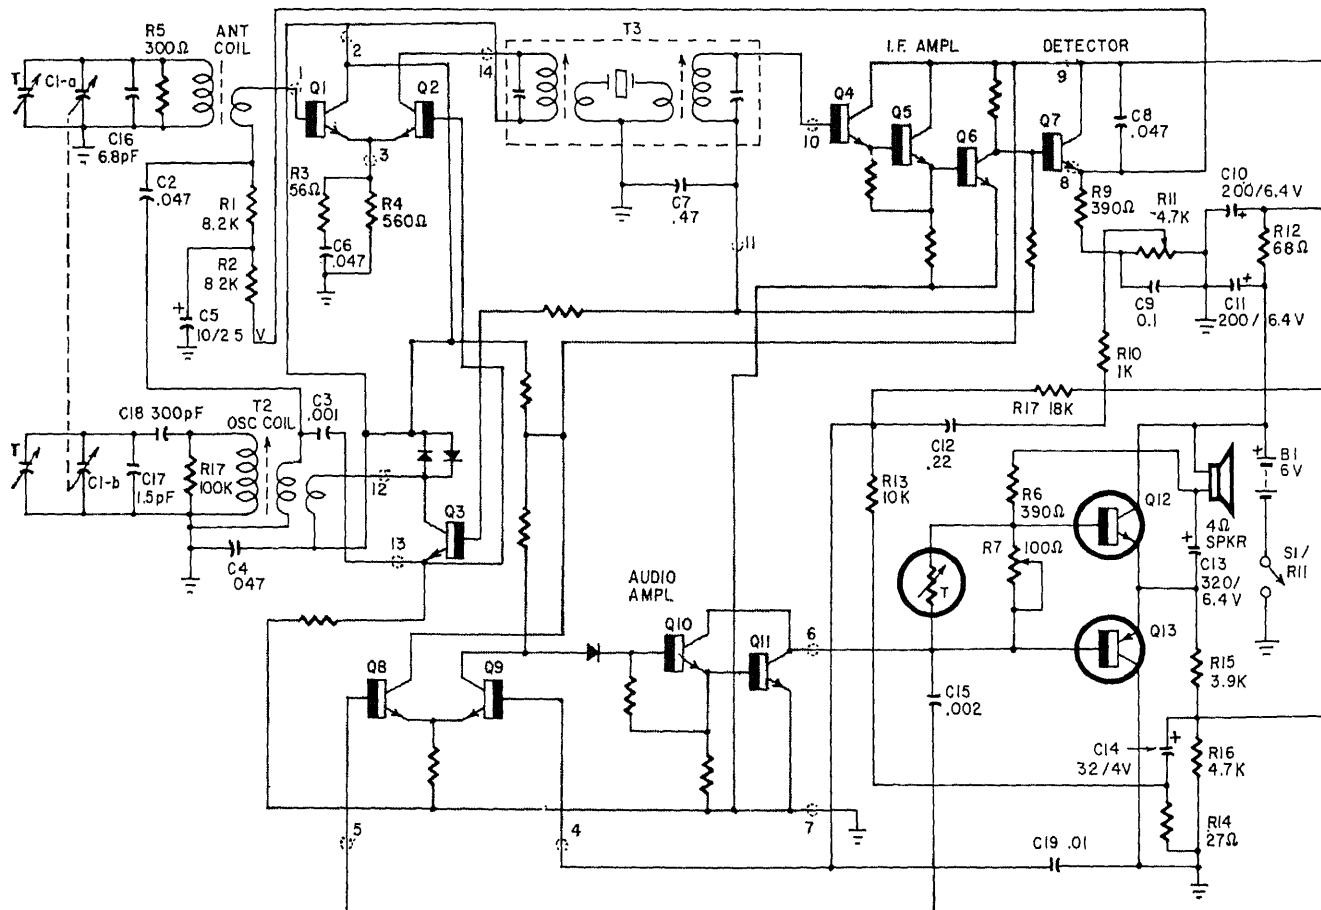 ANT
COIL
R5
300Ω
T
C1-a
C16
6.8pF
1
2
Q1
Q2
3
14
T3
I.F. AMPL
DETECTOR
9
Q4
10
Q5
Q6
Q7
8
C8
.047
C2
.047
R1
8.2K
R2
8.2K
C5
10/2.5 V
R3
56Ω
R4
560Ω
C6
.047
C7
.47
11
R9
390Ω
R11
4.7K
C10
200/6.4V
R12
68Ω
C9
0.1
C11
200/6.4V
R10
1K
R17 18K
C12
.22
C18 300pF
T2
OSC COIL
C3
.001
T
C1-b
C17
1.5pF
R17
100K
12
Q3
13
C4
.047
R13
10K
R6
390Ω
R7
100Ω
T
Q12
Q13
4Ω
SPKR
C13
320/
6.4V
B1
6V
S1/
R11
AUDIO
AMPL
Q10
Q11
6
Q8
Q9
C15
.002
R15
3.9K
C14
32/4V
R16
4.7K
R14
27Ω
5
4
7
C19 .01